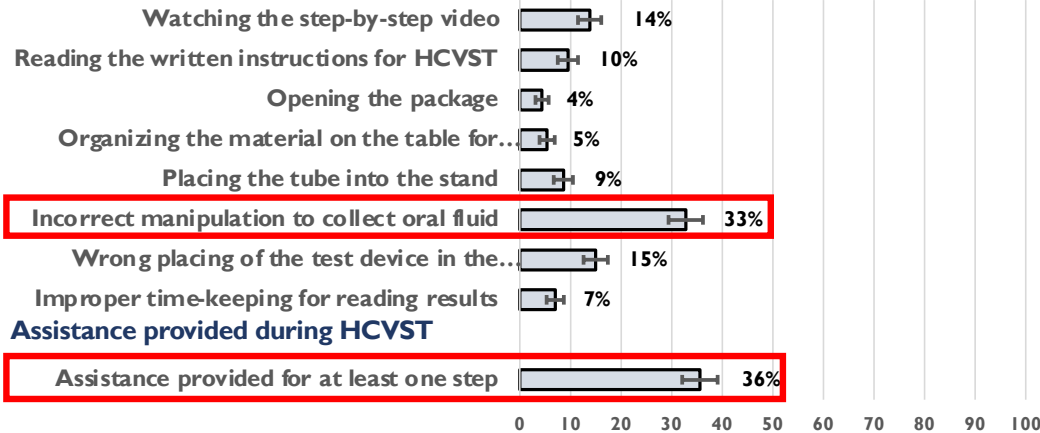 Watching the step-by-step video 14%
Reading the written instructions for HCVST 10%
Opening the package 4%
Organizing the material on the table for… 5%
Placing the tube into the stand 9%
Incorrect manipulation to collect oral fluid 33%
Wrong placing of the test device in the… 15%
Improper time-keeping for reading results 7%
Assistance provided during HCVST
Assistance provided for at least one step 36%
0 10 20 30 40 50 60 70 80 90 100